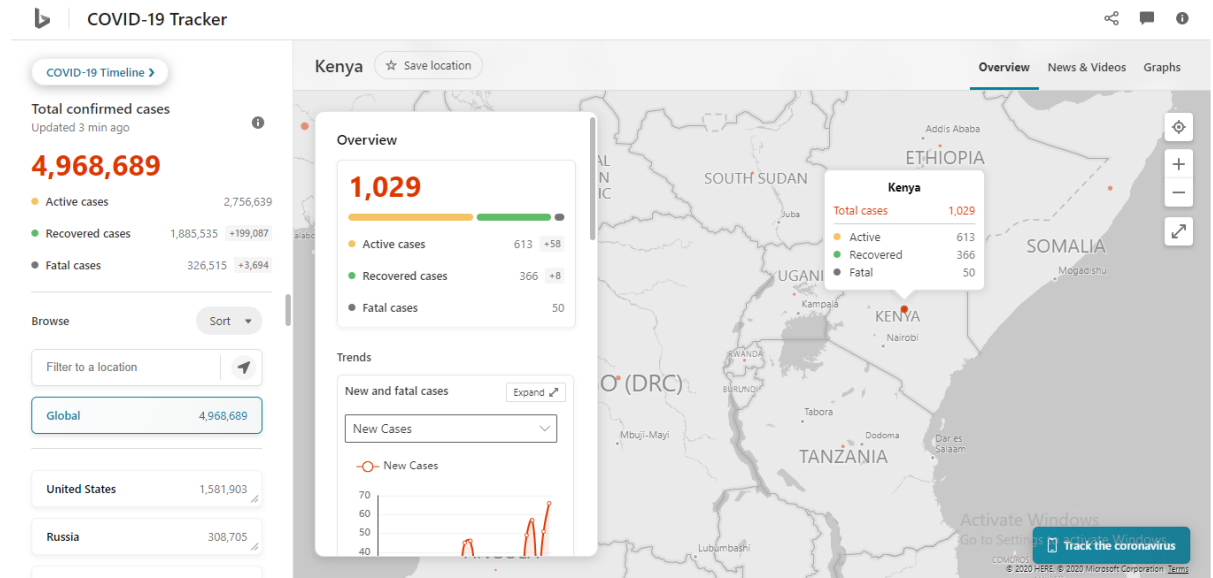 COVID-19 Tracker
COVID-19 Timeline
Total confirmed cases
Updated 3 min ago
4,968,689
Active cases 2,756,639
Recovered cases 1,885,535 +199,087
Fatal cases 326,515 +3,694
Browse Sort
Filter to a location
Global 4,968,689
United States 1,581,903
Russia 308,705
Kenya Save location
Overview News & Videos Graphs
Overview
1,029
Active cases 613 +58
Recovered cases 366 +8
Fatal cases 50
Trends
New and fatal cases Expand
New Cases
New Cases
70
60
50
40
Addis Ababa
ETHIOPIA
SOUTH SUDAN
Juba
Kenya
Total cases 1,029
Active 613
Recovered 366
Fatal 50
SOMALIA
Mogadishu
UGANI
Kampala
KENYA
Nairobi
RWANDA
BURUNDI
O (DRC)
Tabora
Mbuji-Mayi
Dodoma
Dar es
Salaam
TANZANIA
Lubumbashi
COMOROS
Activate Windows
Go to Settings to activate Windows.
Track the coronavirus
© 2020 HERE, © 2020 Microsoft Corporation Terms